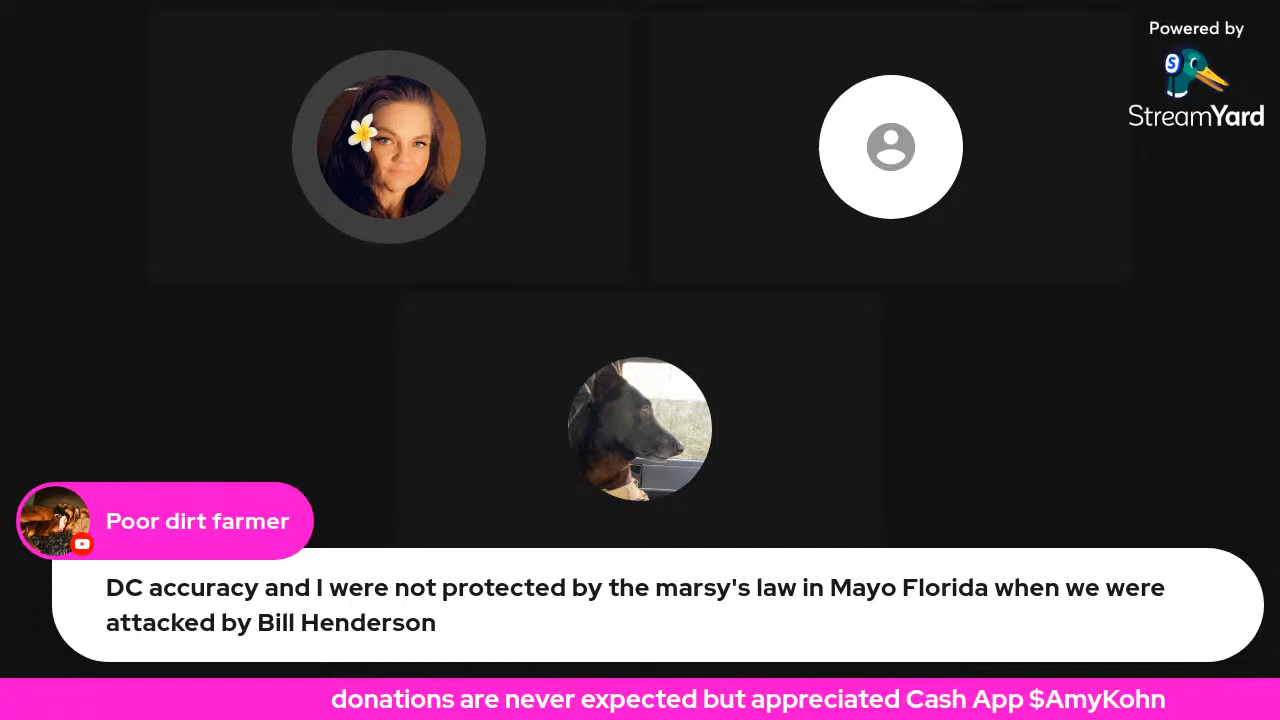 Powered by
S
StreamYard
Poor dirt farmer
DC accuracy and I were not protected by the marsy's law in Mayo Florida when we were
attacked by Bill Henderson
donations are never expected but appreciated Cash App $AmyKohn